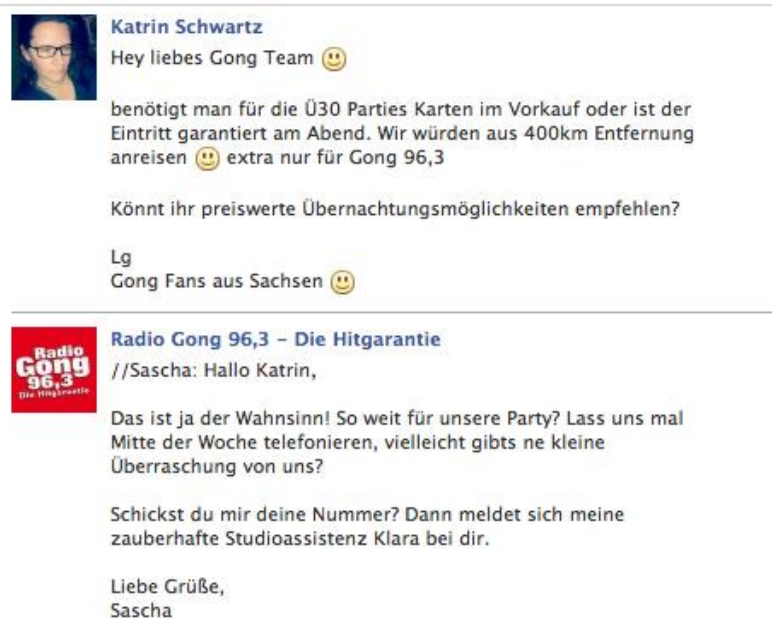 Katrin Schwartz
Hey liebes Gong Team
benötigt man für die Ü30 Parties Karten im Vorkauf oder ist der
Eintritt garantiert am Abend. Wir würden aus 400km Entfernung
anreisen extra nur für Gong 96,3
Könnt ihr preiswerte Übernachtungsmöglichkeiten empfehlen?
Lg
Gong Fans aus Sachsen
Radio Gong 96,3 – Die Hitgarantie
Radio
Gong
96,3
Die Hitgarantie
//Sascha: Hallo Katrin,
Das ist ja der Wahnsinn! So weit für unsere Party? Lass uns mal
Mitte der Woche telefonieren, vielleicht gibts ne kleine
Überraschung von uns?
Schickst du mir deine Nummer? Dann meldet sich meine
zauberhafte Studioassistenz Klara bei dir.
Liebe Grüße,
Sascha